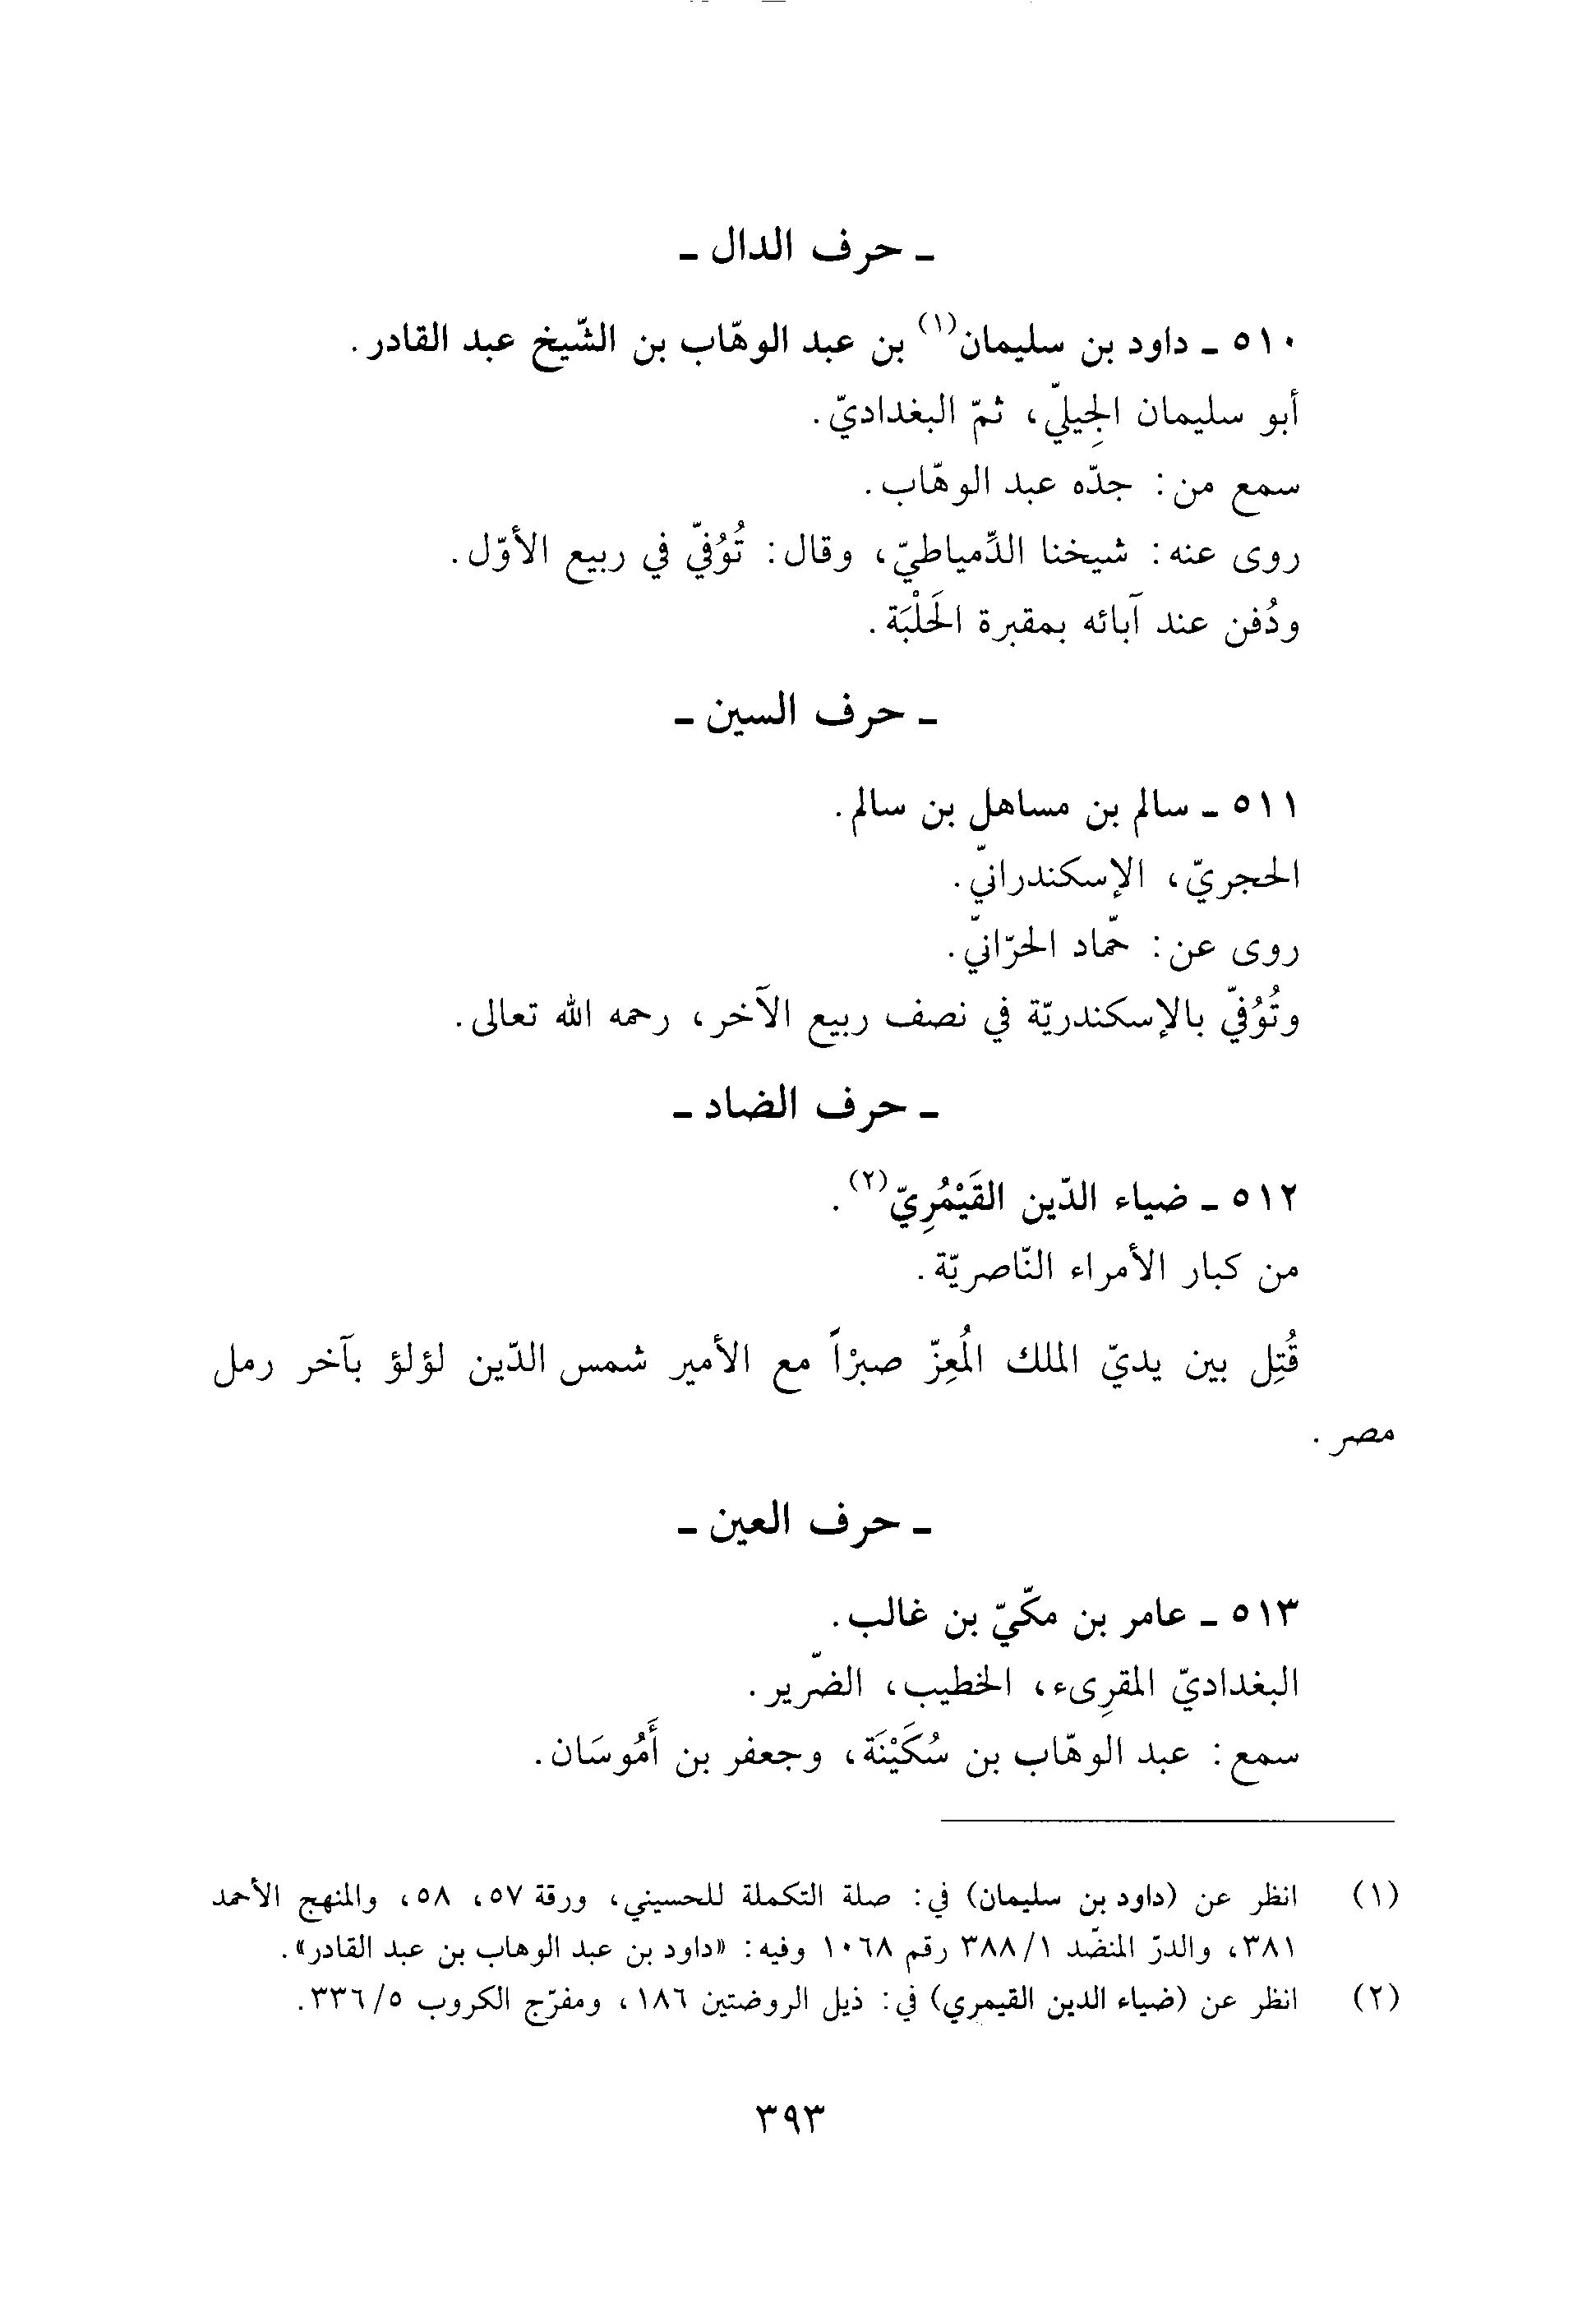 ـ حرف الدال ـ
٥١٠ ـ داود بن سليمان(١) بن عبد الوهّاب بن الشّيخ عبد القادر.
أبو سليمان الجِيليّ، ثمّ البغداديّ.
سمع من: جدّه عبد الوهّاب.
روى عنه: شيخنا الدِّمياطيّ، وقال: تُوُفيّ في ربيع الأوّل.
ودُفن عند آبائه بمقبرة الحَلْبَة.
ـ حرف السين ـ
٥١١ ـ سالم بن مساهل بن سالم.
الحجريّ، الإسكندرانيّ.
روى عن: حمّاد الحرّانيّ.
وتُوُفيّ بالإسكندريّة في نصف ربيع الآخر، رحمه الله تعالى.
ـ حرف الضاد ـ
٥١٢ ـ ضياء الدّين القَيْمُرِيّ(٢).
من كبار الأمراء النّاصريّة.
قُتِل بين يديّ الملك المُعِزّ صبرْاً مع الأمير شمس الدّين لؤلؤ بآخر رمل
مصر.
ـ حرف العين ـ
٥١٣ ـ عامر بن مكّيّ بن غالب.
البغداديّ المقرِىء، الخطيب، الضّرير.
سمع: عبد الوهّاب بن سُكَيْنَة، وجعفر بن أَمُوسَان.
(١) انظر عن (داود بن سليمان) في: صلة التكملة للحسيني، ورقة ٥٧، ٥٨، والمنهج الأحمد
٣٨١، والدرّ المنضّد ٣٨٨/١ رقم ١٠٦٨ وفيه: «داود بن عبد الوهاب بن عبد القادر».
(٢) انظر عن (ضياء الدين القيمري) في: ذيل الروضتين ١٨٦، ومفرّج الكروب ٣٣٦/٥.
٣٩٣